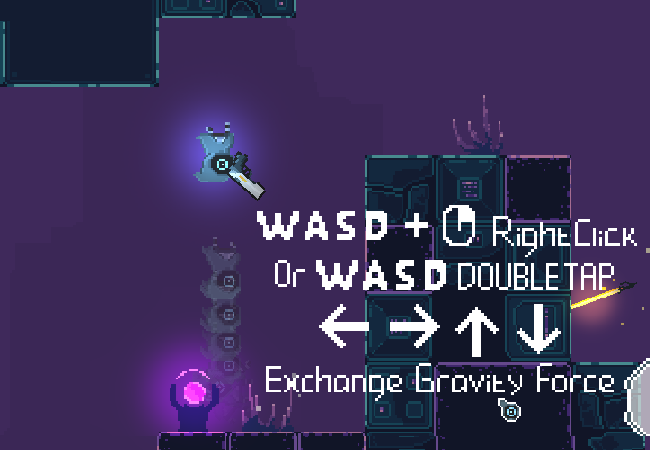 WASD + RightClick
Or WASD DOUBLETAP
← → ↑ ↓
Exchange Gravity Force